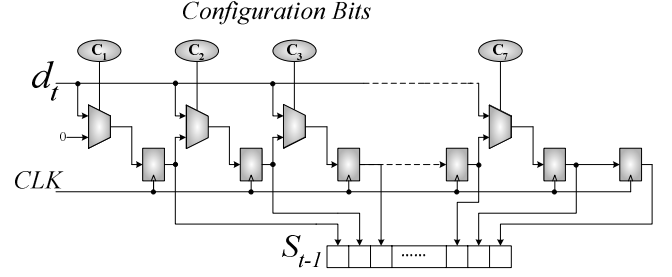 Configuration Bits
C1 C2 C3 C7
dt
0
CLK
St-1 ......